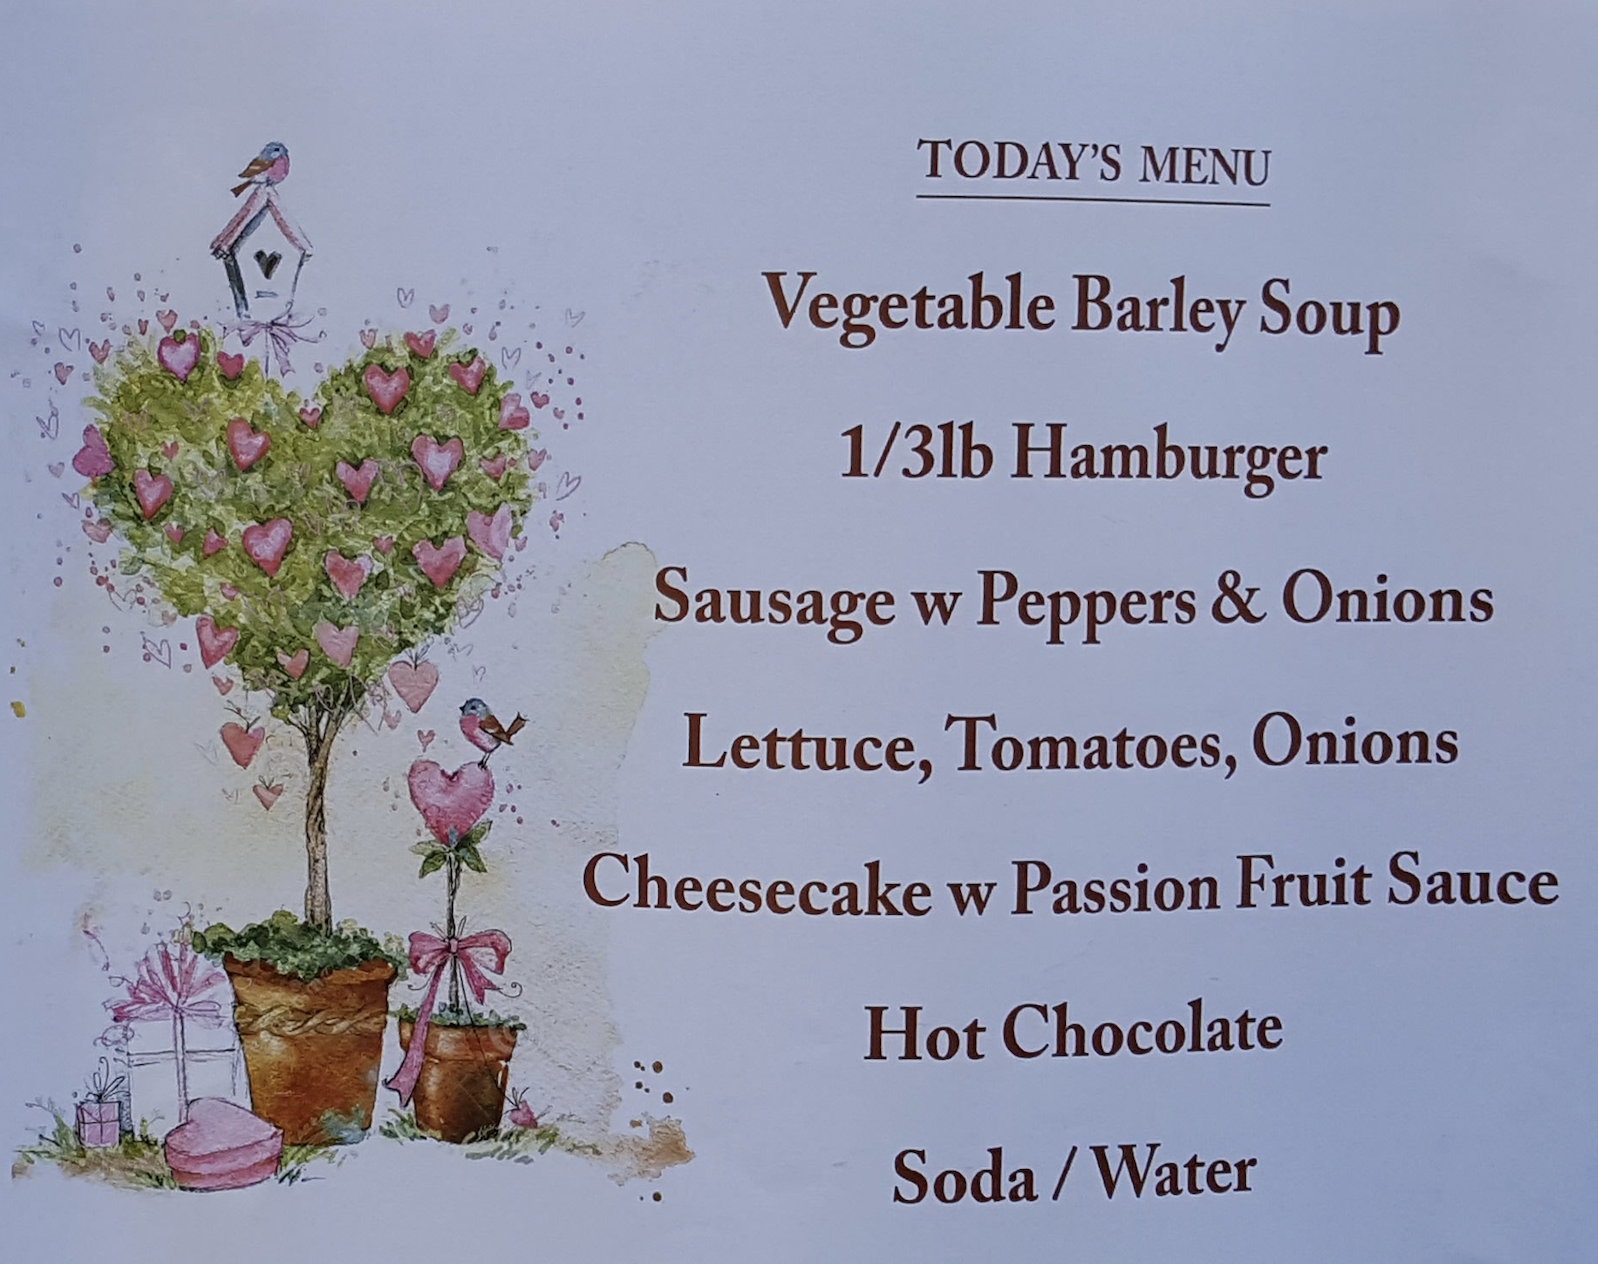 TODAY'S MENU
Vegetable Barley Soup
1/3lb Hamburger
Sausage w Peppers & Onions
Lettuce, Tomatoes, Onions
Cheesecake w Passion Fruit Sauce
Hot Chocolate
Soda / Water